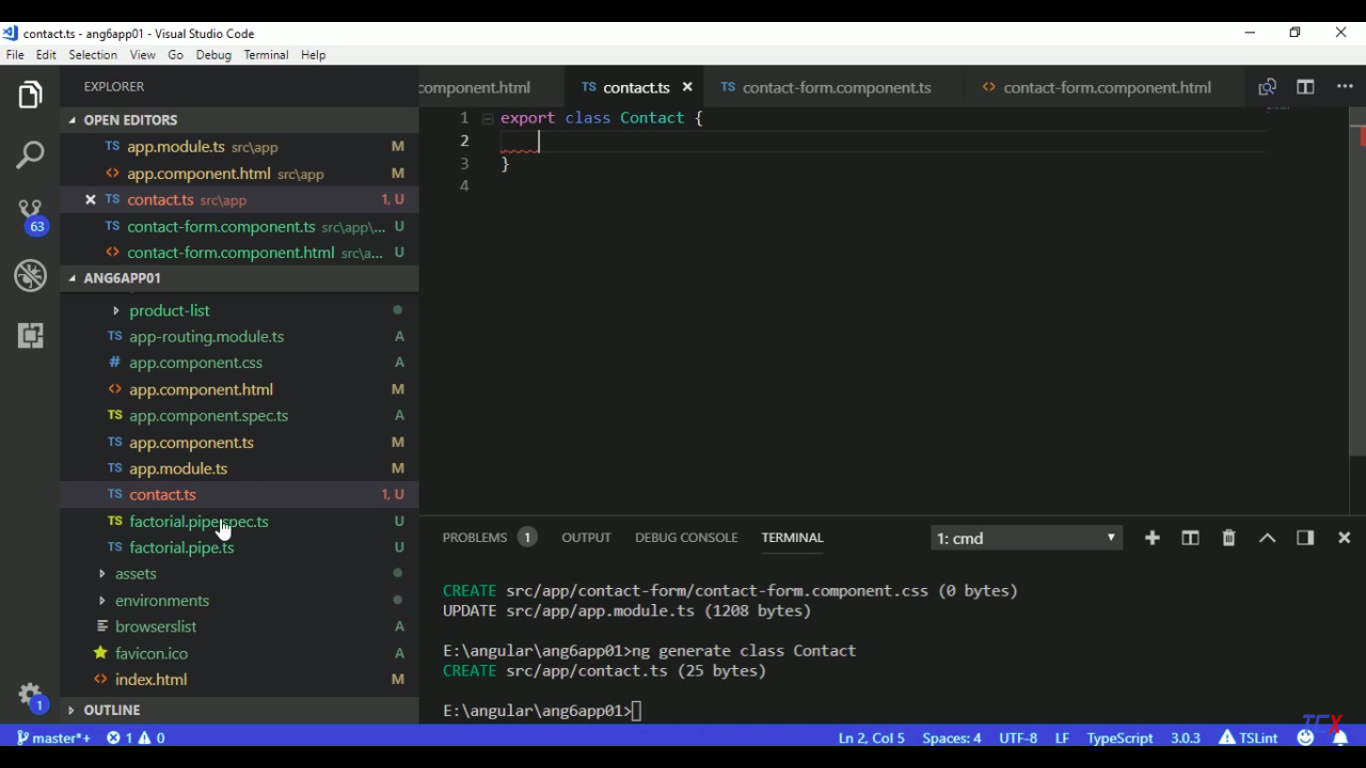 contact.ts - ang6app01 - Visual Studio Code
File Edit Selection View Go Debug Terminal Help
EXPLORER
component.html
TS contact.ts
TS contact-form.component.ts
<> contact-form.component.html
OPEN EDITORS
TS app.module.ts src\app M
<> app.component.html src\app M
TS contact.ts src\app 1, U
TS contact-form.component.ts src\app\... U
<> contact-form.component.html src\a... U
ANG6APP01
product-list
TS app-routing.module.ts A
# app.component.css A
<> app.component.html M
TS app.component.spec.ts A
TS app.component.ts M
TS app.module.ts M
TS contact.ts 1, U
TS factorial.pipe.spec.ts U
TS factorial.pipe.ts U
assets
environments
browserslist A
favicon.ico A
<> index.html M
OUTLINE
63
1
1 export class Contact {
2
3 }
4
PROBLEMS 1 OUTPUT DEBUG CONSOLE TERMINAL 1: cmd
CREATE src/app/contact-form/contact-form.component.css (0 bytes)
UPDATE src/app/app.module.ts (1208 bytes)
E:\angular\ang6app01>ng generate class Contact
CREATE src/app/contact.ts (25 bytes)
E:\angular\ang6app01>
master*+ 1 0 Ln 2, Col 5 Spaces: 4 UTF-8 LF TypeScript 3.0.3 TSLint
TCX